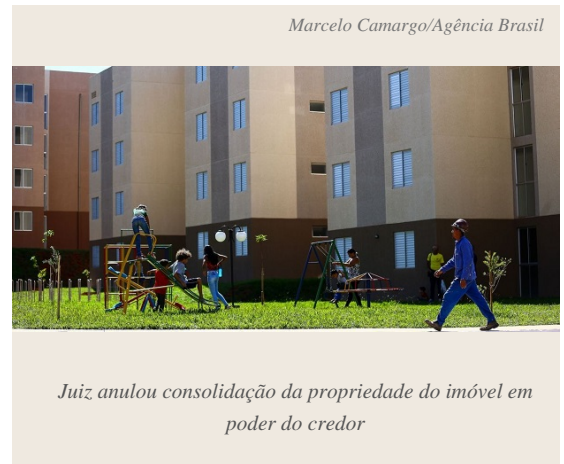 Marcelo Camargo/Agência Brasil
Juiz anulou consolidação da propriedade do imóvel em
poder do credor